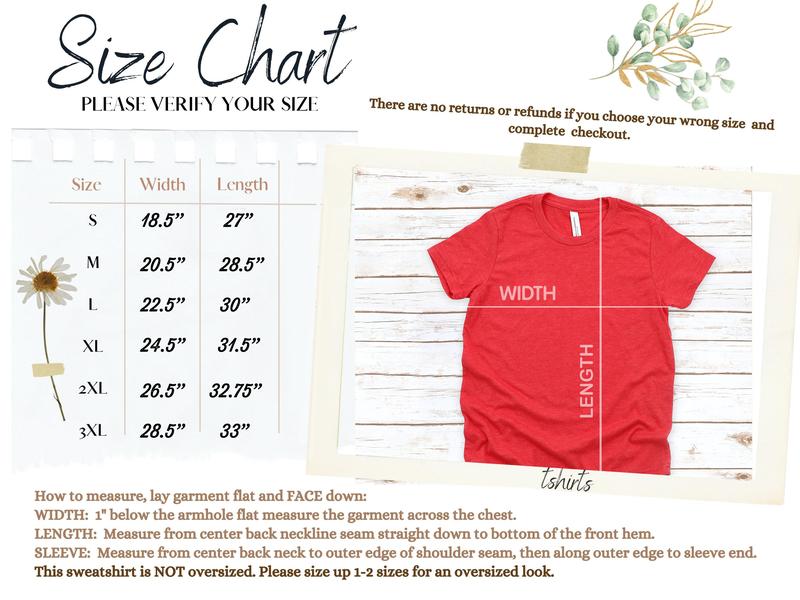 Size Chart
PLEASE VERIFY YOUR SIZE
There are no returns or refunds if you choose your wrong size and
complete checkout.
Size Width Length
S 18.5” 27”
M 20.5” 28.5”
L 22.5” 30”
XL 24.5” 31.5”
2XL 26.5” 32.75”
3XL 28.5” 33”
WIDTH
LENGTH
tshirts
How to measure, lay garment flat and FACE down:
WIDTH: 1" below the armhole flat measure the garment across the chest.
LENGTH: Measure from center back neckline seam straight down to bottom of the front hem.
SLEEVE: Measure from center back neck to outer edge of shoulder seam, then along outer edge to sleeve end.
This sweatshirt is NOT oversized. Please size up 1-2 sizes for an oversized look.